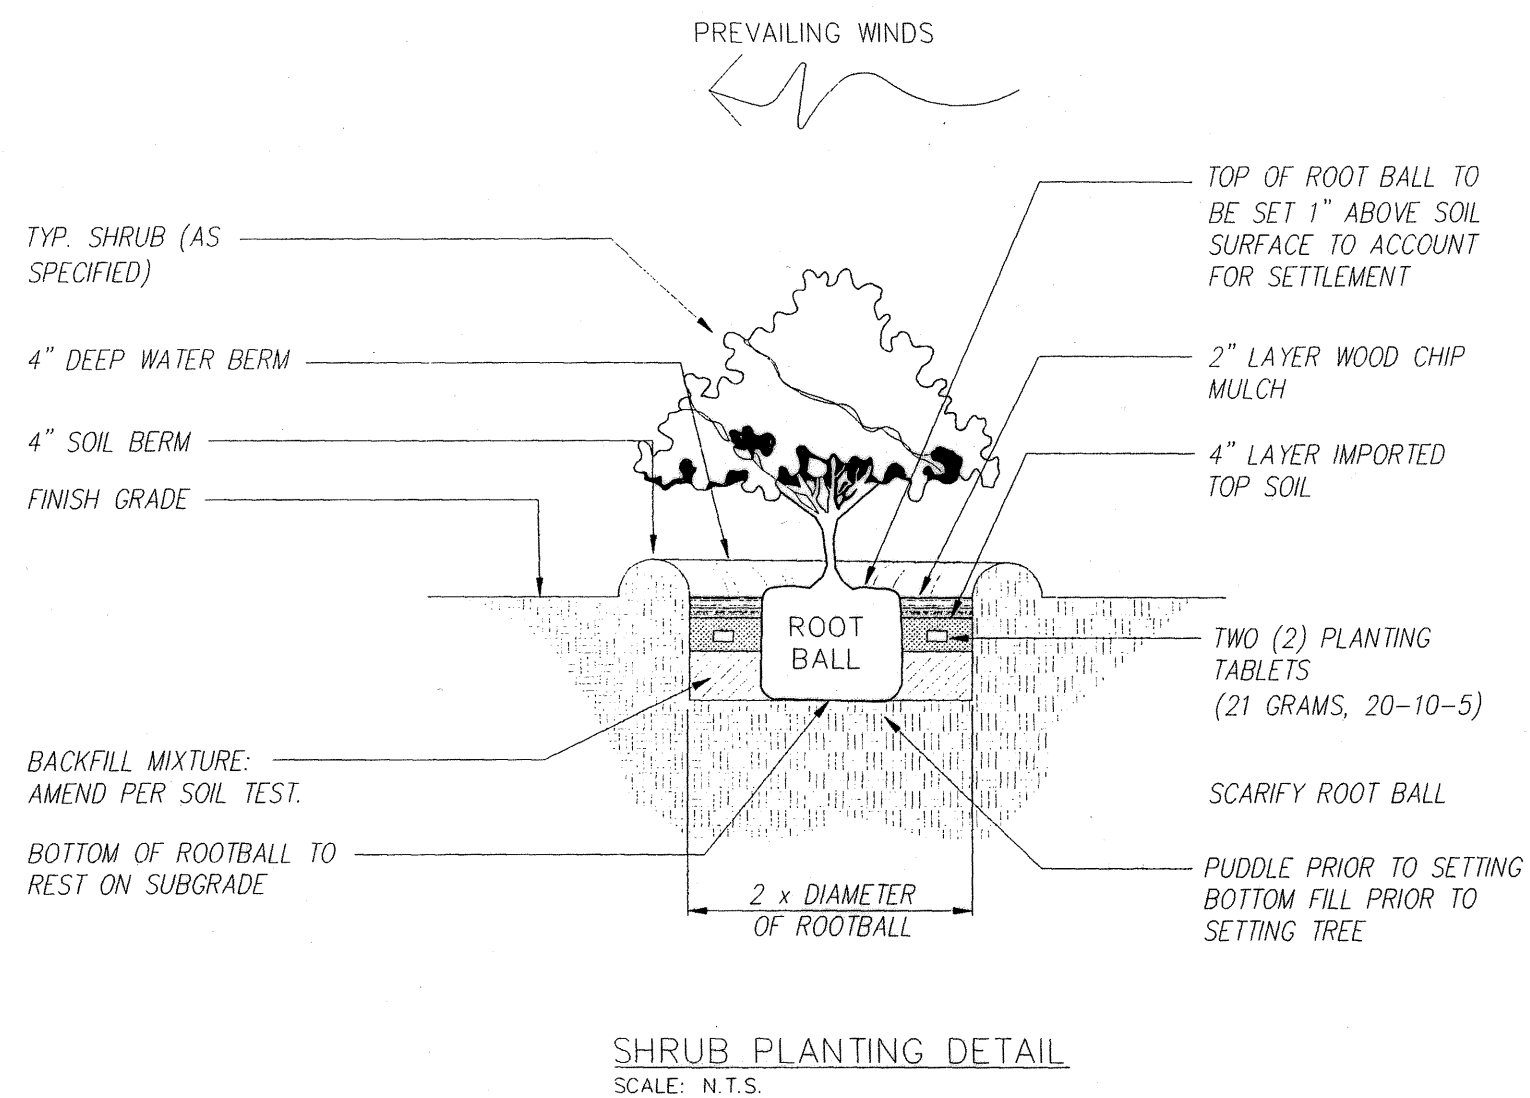 PREVAILING WINDS
TYP. SHRUB (AS
SPECIFIED)
4" DEEP WATER BERM
4" SOIL BERM
FINISH GRADE
BACKFILL MIXTURE:
AMEND PER SOIL TEST.
BOTTOM OF ROOTBALL TO
REST ON SUBGRADE
ROOT
BALL
2 x DIAMETER
OF ROOTBALL
TOP OF ROOT BALL TO
BE SET 1" ABOVE SOIL
SURFACE TO ACCOUNT
FOR SETTLEMENT
2" LAYER WOOD CHIP
MULCH
4" LAYER IMPORTED
TOP SOIL
TWO (2) PLANTING
TABLETS
(21 GRAMS, 20-10-5)
SCARIFY ROOT BALL
PUDDLE PRIOR TO SETTING
BOTTOM FILL PRIOR TO
SETTING TREE
SHRUB PLANTING DETAIL
SCALE: N.T.S.